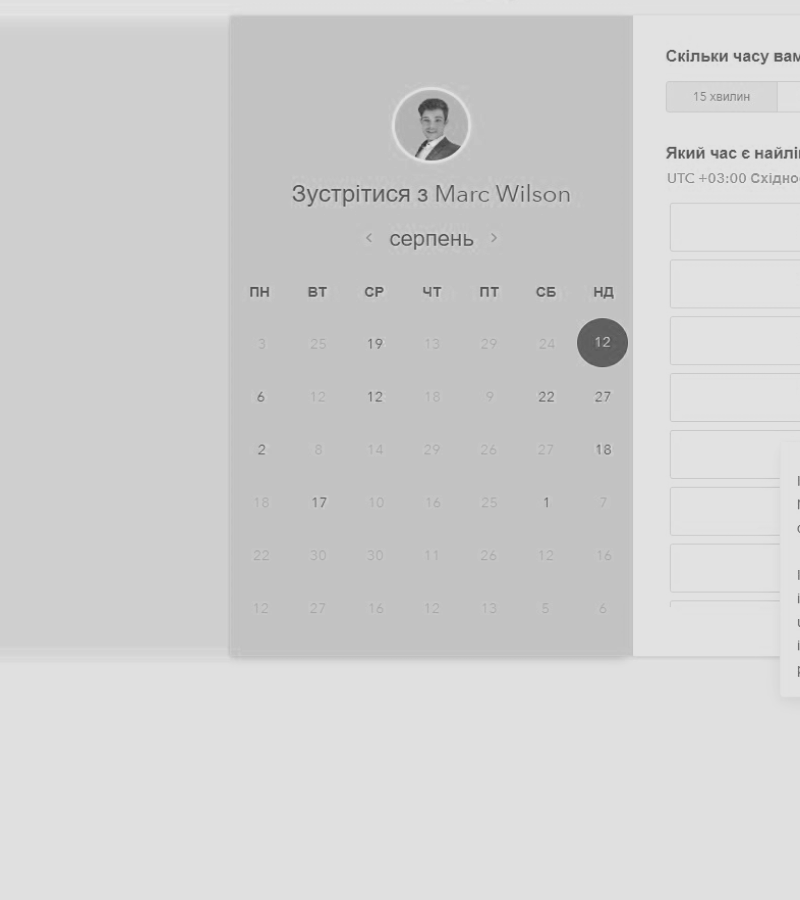 Зустрітися з Marc Wilson
< серпень >
ПН ВТ СР ЧТ ПТ СБ НД
3 25 19 13 29 24 12
6 12 12 18 9 22 27
2 8 14 29 26 27 18
18 17 10 16 25 1 7
22 30 30 11 26 12 16
12 27 16 12 13 5 6
Скільки часу вам
15 хвилин
Який час є найлі
UTC +03:00 Східно